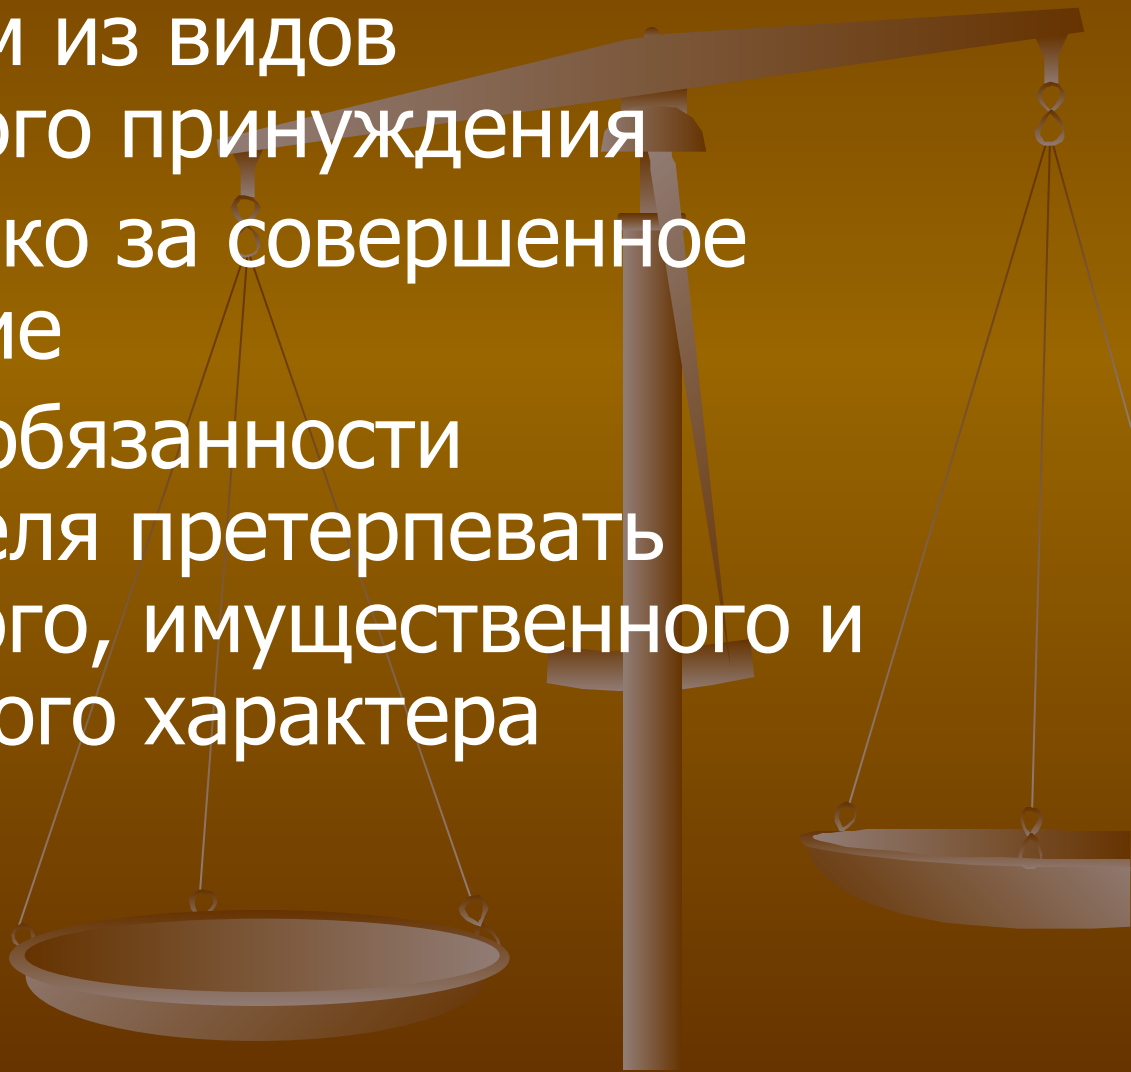 м из видов
ого принуждения
ко за совершенное
ие
обязанности
еля претерпевать
ого, имущественного и
ого характера